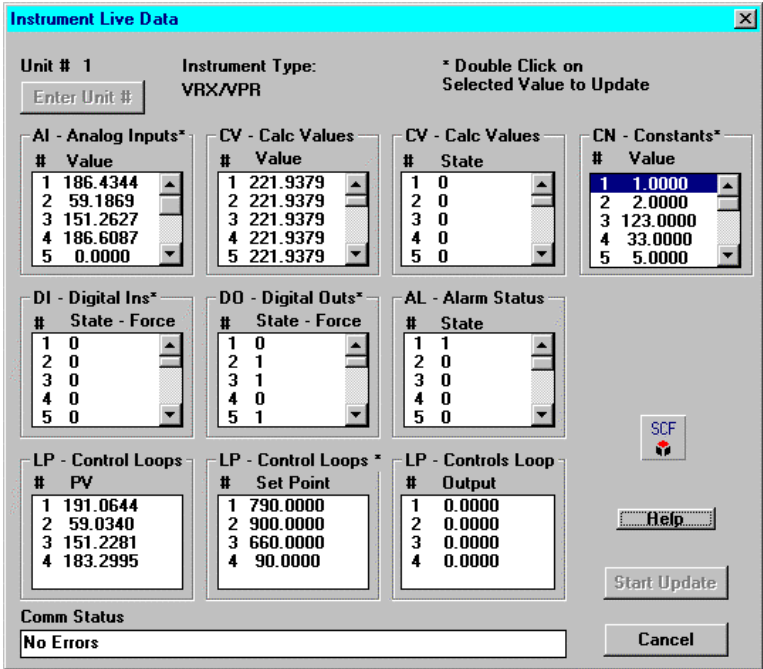 Instrument Live Data
Unit # 1
Instrument Type:
VRX/VPR
* Double Click on
Selected Value to Update
Enter Unit #
AI - Analog Inputs*
# Value
1 186.4344
2 59.1869
3 151.2627
4 186.6087
5 0.0000
CV - Calc Values
# Value
1 221.9379
2 221.9379
3 221.9379
4 221.9379
5 221.9379
CV - Calc Values
# State
1 0
2 0
3 0
4 0
5 0
CN - Constants*
# Value
1 1.0000
2 2.0000
3 123.0000
4 33.0000
5 5.0000
DI - Digital Ins*
# State - Force
1 0
2 0
3 0
4 0
5 0
DO - Digital Outs*
# State - Force
1 0
2 1
3 1
4 0
5 1
AL - Alarm Status
# State
1 1
2 0
3 0
4 0
5 0
SCF
LP - Control Loops
# PV
1 191.0644
2 59.0340
3 151.2281
4 183.2995
LP - Control Loops *
# Set Point
1 790.0000
2 900.0000
3 660.0000
4 90.0000
LP - Controls Loop
# Output
1 0.0000
2 0.0000
3 0.0000
4 0.0000
Help
Start Update
Comm Status
No Errors
Cancel